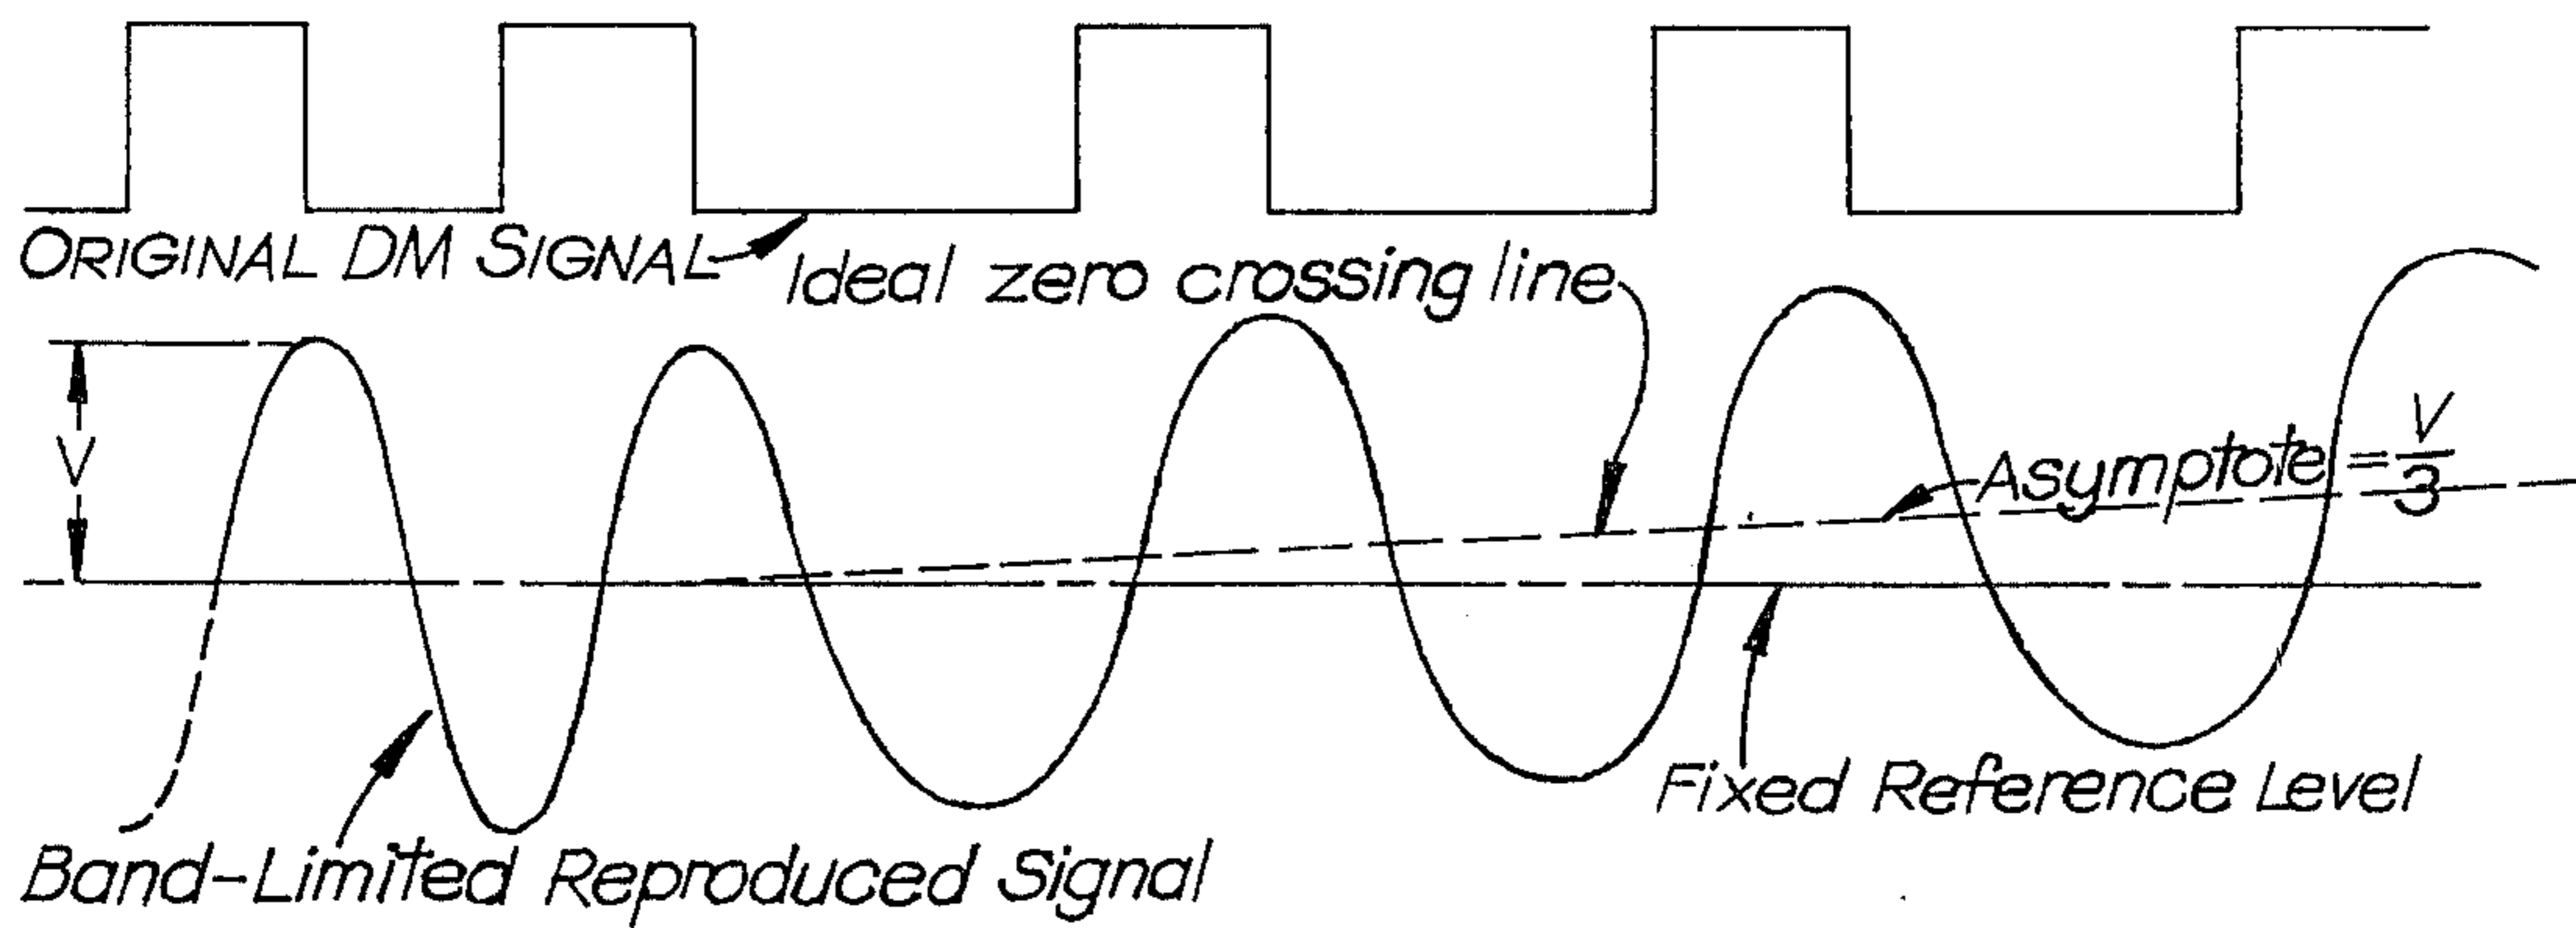 ORIGINAL DM SIGNAL
Ideal zero crossing line
V
Asymptote = V/3
Fixed Reference Level
Band-Limited Reproduced Signal